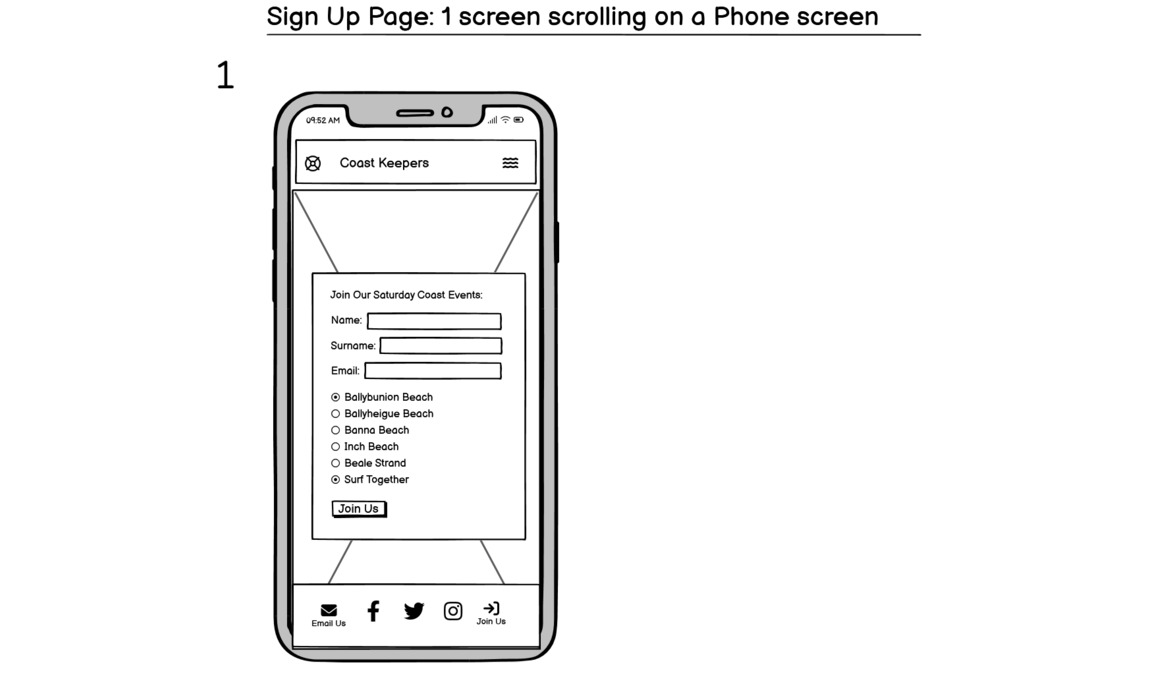 Sign Up Page: 1 screen scrolling on a Phone screen
1
09:52 AM
Coast Keepers
Join Our Saturday Coast Events:
Name:
Surname:
Email:
Ballybunion Beach
Ballyheigue Beach
Banna Beach
Inch Beach
Beale Strand
Surf Together
Join Us
Email Us
Join Us